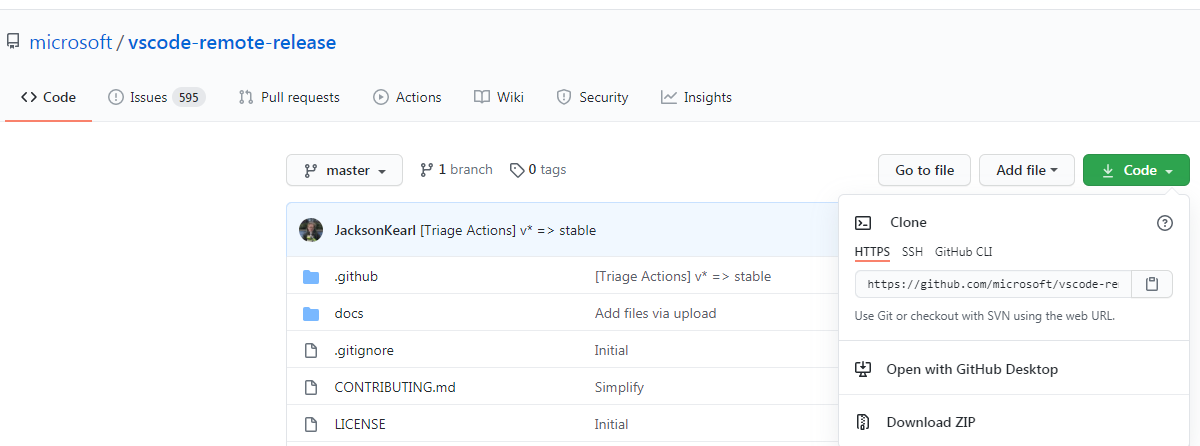 microsoft / vscode-remote-release
Code Issues 595 Pull requests Actions Wiki Security Insights
master 1 branch 0 tags Go to file Add file Code
JacksonKearl [Triage Actions] v* => stable
.github [Triage Actions] v* => stable
docs Add files via upload
.gitignore Initial
CONTRIBUTING.md Simplify
LICENSE Initial
Clone
HTTPS SSH GitHub CLI
https://github.com/microsoft/vscode-re
Use Git or checkout with SVN using the web URL.
Open with GitHub Desktop
Download ZIP